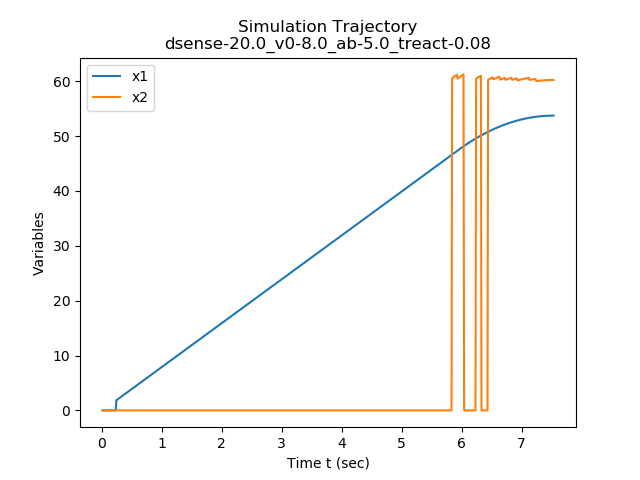 Simulation Trajectory
dsense-20.0_v0-8.0_ab-5.0_treact-0.08
x1
x2
60
50
40
30
20
10
0
Variables
0 1 2 3 4 5 6 7
Time t (sec)